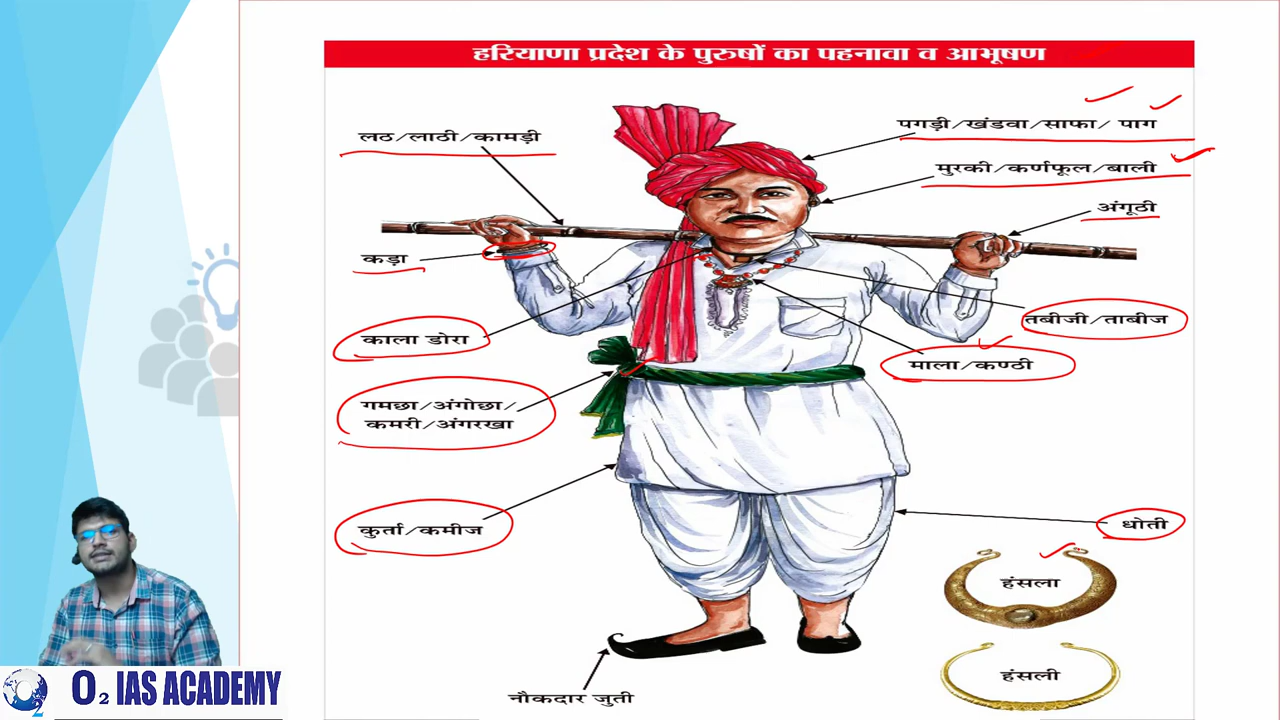 हरियाणा प्रदेश के पुरुषों का पहनावा व आभूषण
लठ/लाठी/कामड़ी
पगड़ी/खंडवा/साफा/ पाग
मुरकी/कर्णफूल/बाली
अंगूठी
कड़ा
तबीजी/ताबीज
काला डोरा
माला/कण्ठी
गमछा/अंगोछा/
कमरी/अंगरखा
कुर्ता/कमीज
धोती
हंसला
हंसली
नौकदार जुती
O2 IAS ACADEMY